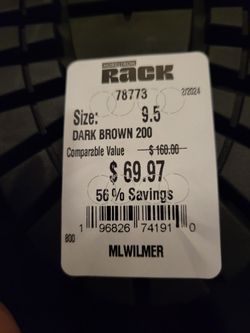 NORDSTROM
RACK
78773 2/2024
Size: 9.5
DARK BROWN 200
Comparable Value $ 160.00
$ 69.97
56 % Savings
1 96826 74191 0
800
MLWILMER